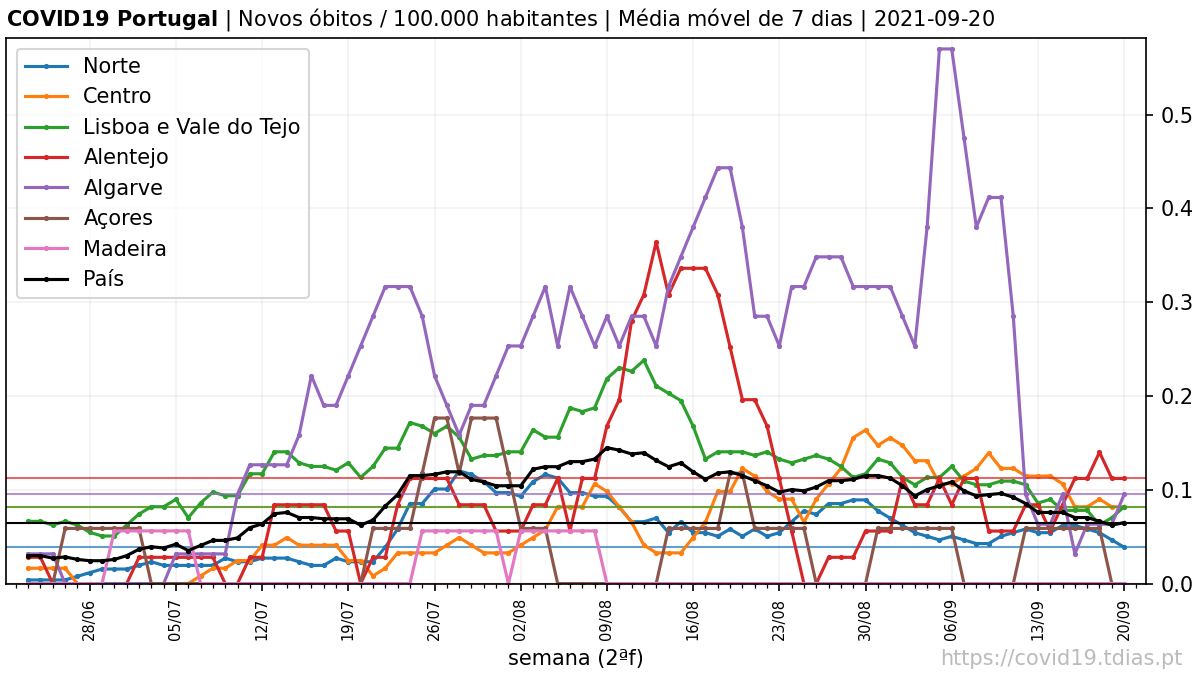 COVID19 Portugal | Novos óbitos / 100.000 habitantes | Média móvel de 7 dias | 2021-09-20
Norte
Centro
Lisboa e Vale do Tejo
Alentejo
Algarve
Açores
Madeira
País
0.5
0.4
0.3
0.2
0.1
0.0
28/06
05/07
12/07
19/07
26/07
02/08
09/08
16/08
23/08
30/08
06/09
13/09
20/09
semana (2ªf)
https://covid19.tdias.pt